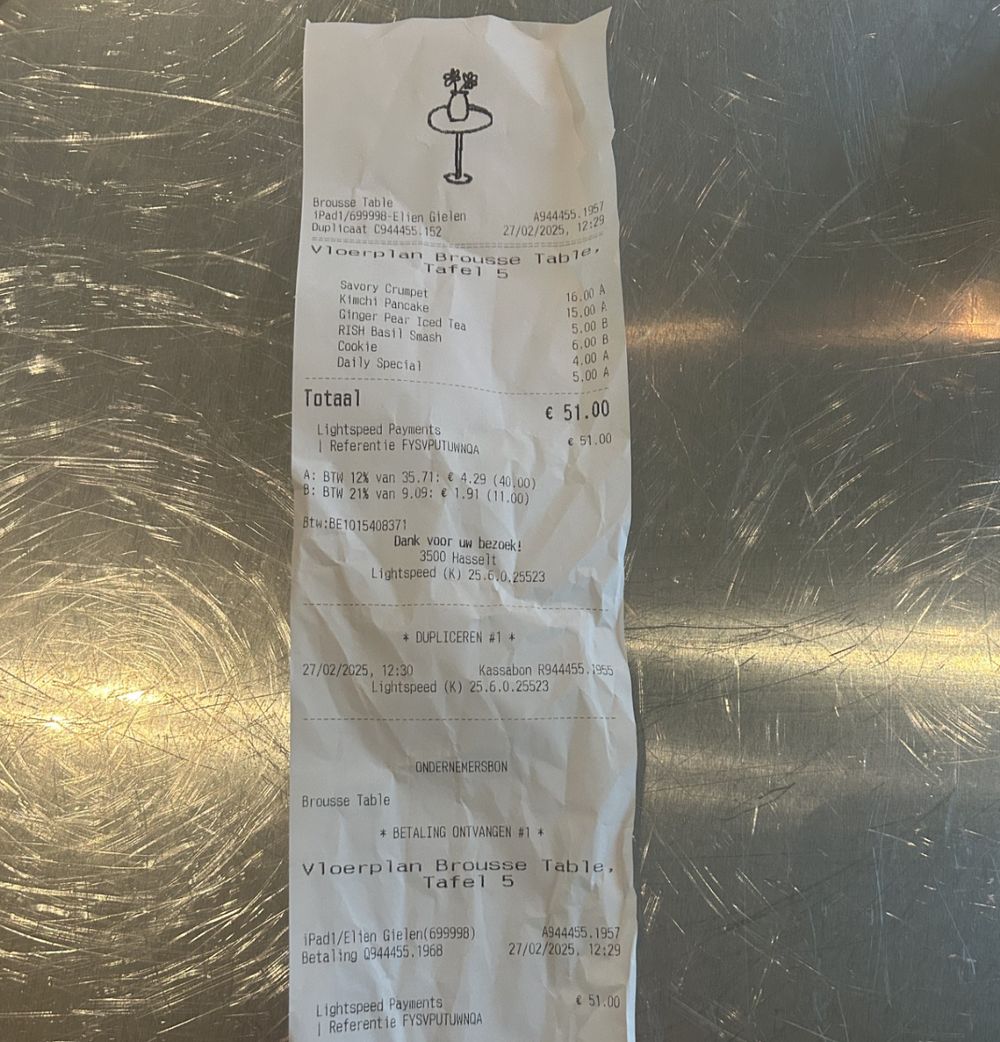 Brousse Table
iPad1/699998-Elien Gielen A944455.1957
Duplicaat C944455.152 27/02/2025, 12:29
Vloerplan Brousse Table,
Tafel 5
Savory Crumpet 16.00 A
Kimchi Pancake 15.00 A
Ginger Pear Iced Tea 5.00 B
RISH Basil Smash 6.00 B
Cookie 4.00 A
Daily Special 5.00 A
Totaal € 51.00
Lightspeed Payments € 51.00
| Referentie FYSVPUTUWNQA
A: BTW 12% van 35.71: € 4.29 (40.00)
B: BTW 21% van 9.09: € 1.91 (11.00)
Btw:BE1015408371
Dank voor uw bezoek!
3500 Hasselt
Lightspeed (K) 25.6.0.25523
* DUPLICEREN #1 *
27/02/2025, 12:30 Kassabon R944455.1955
Lightspeed (K) 25.6.0.25523
ONDERNEMERSBON
Brousse Table
* BETALING ONTVANGEN #1 *
Vloerplan Brousse Table,
Tafel 5
iPad1/Elien Gielen(699998) A944455.1957
Betaling Q944455.1968 27/02/2025, 12:29
Lightspeed Payments € 51.00
| Referentie FYSVPUTUWNQA